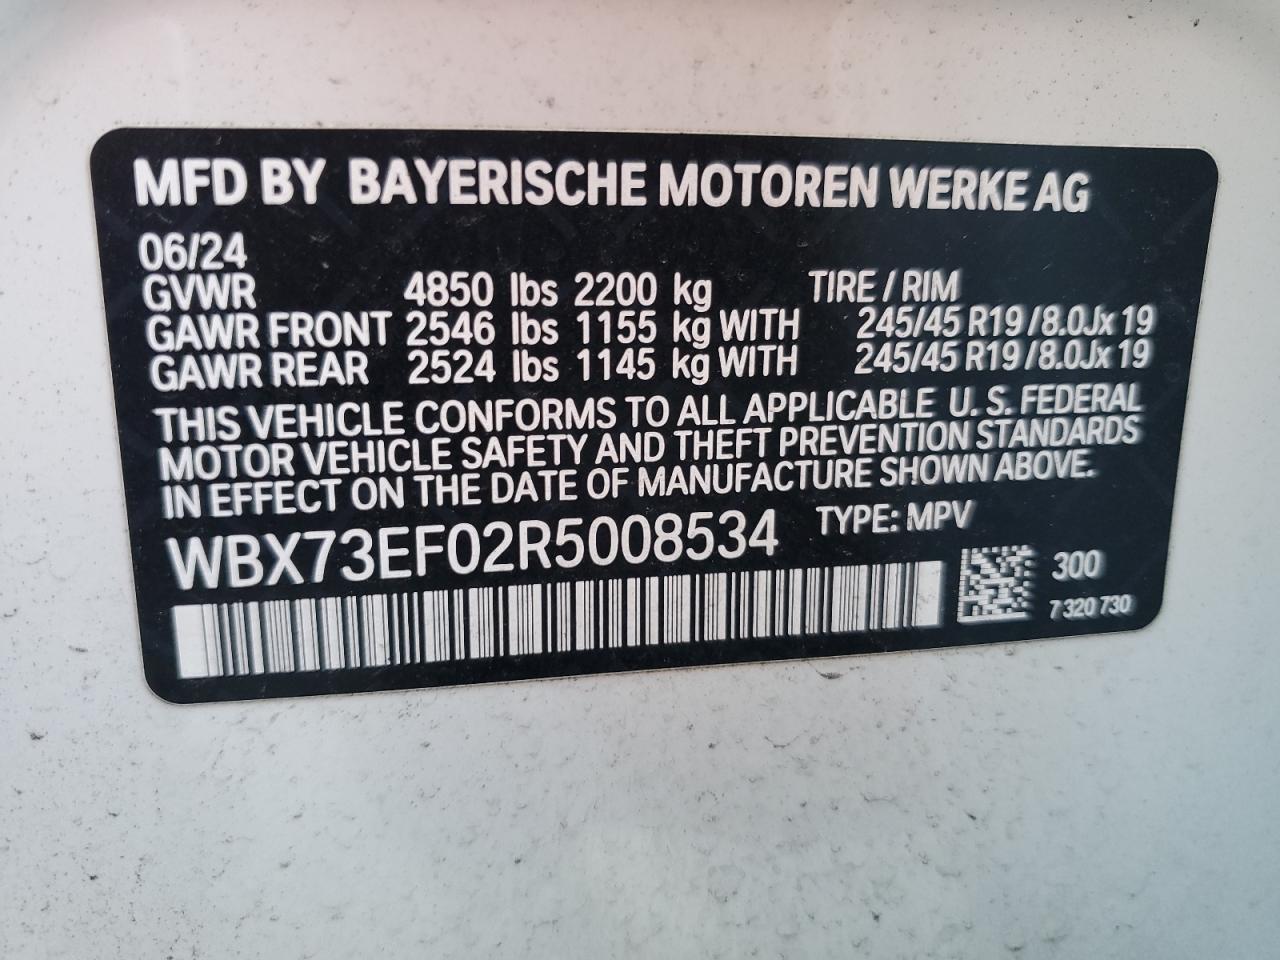 MFD BY BAYERISCHE MOTOREN WERKE AG
06/24
GVWR 4850 lbs 2200 kg TIRE / RIM
GAWR FRONT 2546 lbs 1155 kg WITH 245/45 R19 / 8.0Jx 19
GAWR REAR 2524 lbs 1145 kg WITH 245/45 R19 / 8.0Jx 19
THIS VEHICLE CONFORMS TO ALL APPLICABLE U. S. FEDERAL
MOTOR VEHICLE SAFETY AND THEFT PREVENTION STANDARDS
IN EFFECT ON THE DATE OF MANUFACTURE SHOWN ABOVE.
WBX73EF02R5008534 TYPE: MPV
300
7 320 730